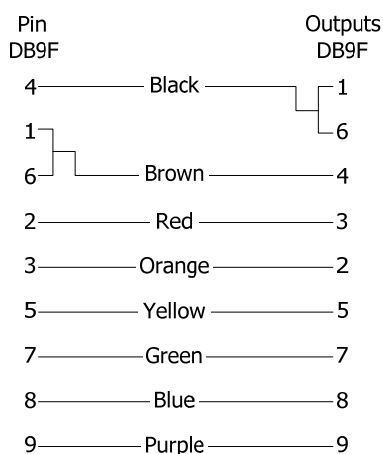 Pin Outputs
DB9F DB9F
4 Black 1
1 6
6 Brown 4
2 Red 3
3 Orange 2
5 Yellow 5
7 Green 7
8 Blue 8
9 Purple 9